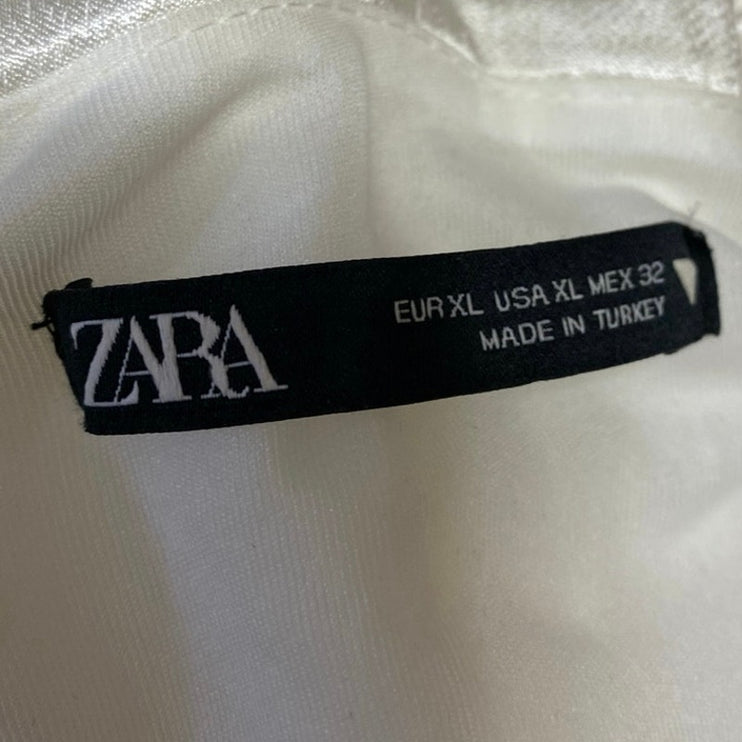 ZARA
EUR XL USA XL MEX 32
MADE IN TURKEY